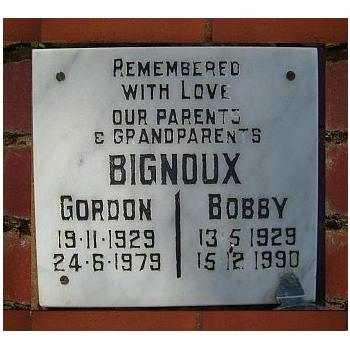 REMEMBERED
WITH LOVE
OUR PARENTS
& GRANDPARENTS
BIGNOUX
GORDON BOBBY
19·11·1929 13·5·1929
24·6·1979 15·12·1990